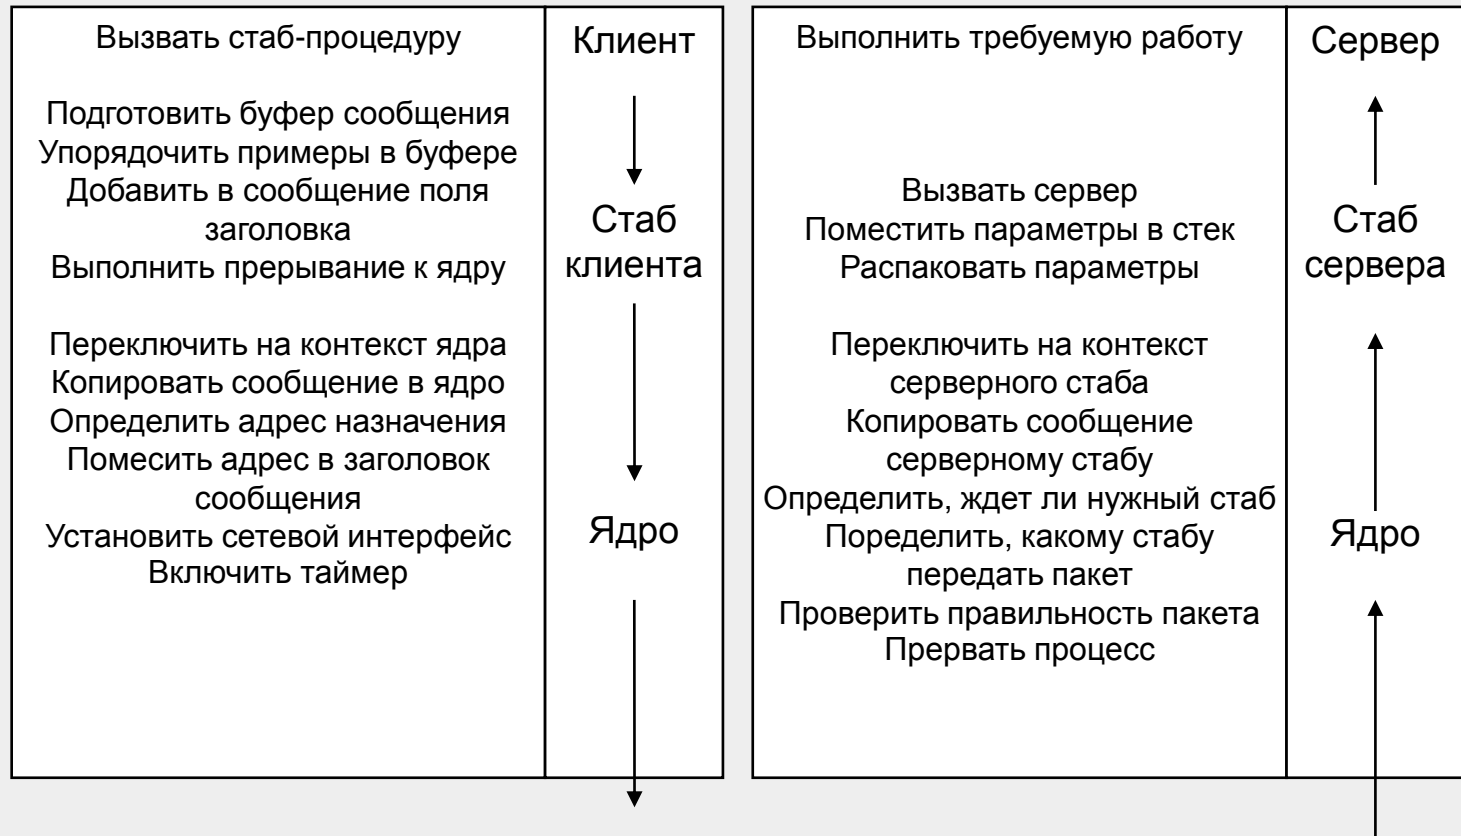 Вызвать стаб-процедуру
Подготовить буфер сообщения
Упорядочить примеры в буфере
Добавить в сообщение поля
заголовка
Выполнить прерывание к ядру
Переключить на контекст ядра
Копировать сообщение в ядро
Определить адрес назначения
Помесить адрес в заголовок
сообщения
Установить сетевой интерфейс
Включить таймер
Клиент
Стаб
клиента
Ядро
Выполнить требуемую работу
Вызвать сервер
Поместить параметры в стек
Распаковать параметры
Переключить на контекст
серверного стаба
Копировать сообщение
серверному стабу
Определить, ждет ли нужный стаб
Поределить, какому стабу
передать пакет
Проверить правильность пакета
Прервать процесс
Сервер
Стаб
сервера
Ядро